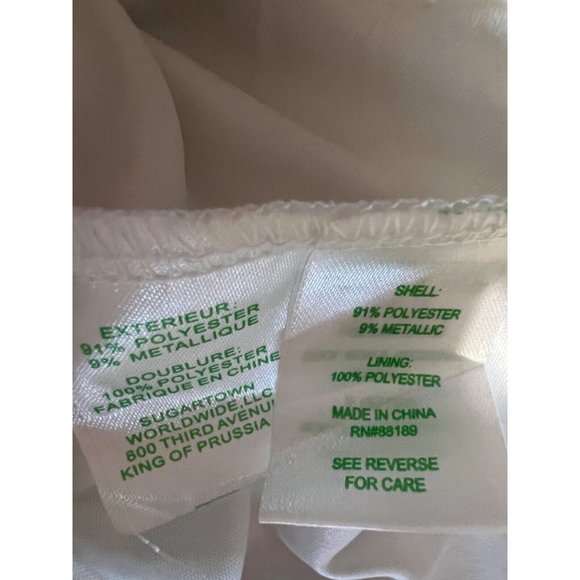 EXTERIEUR:
91% POLYESTER
9% METALLIQUE
DOUBLURE:
100% POLYESTER
FABRIQUE EN CHINE
SUGARTOWN
WORLDWIDE, LLC
800 THIRD AVENU
KING OF PRUSSIA
SHELL:
91% POLYESTER
9% METALLIC
LINING:
100% POLYESTER
MADE IN CHINA
RN#88189
SEE REVERSE
FOR CARE